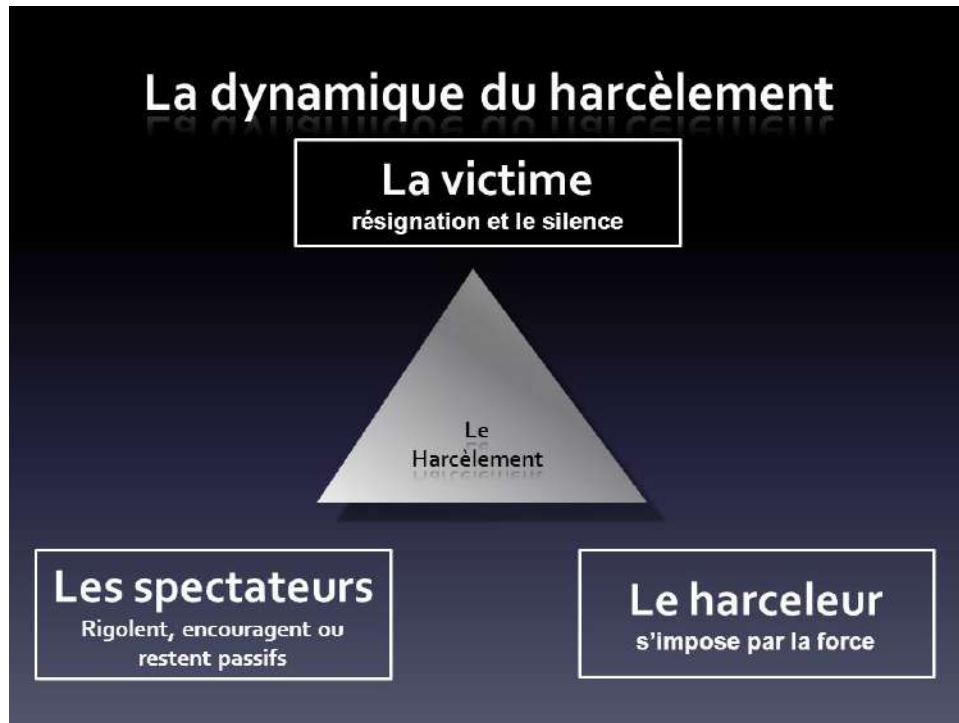 La dynamique du harcèlement
La victime
résignation et le silence
Le
Harcèlement
Les spectateurs
Rigolent, encouragent ou
restent passifs
Le harceleur
s'impose par la force